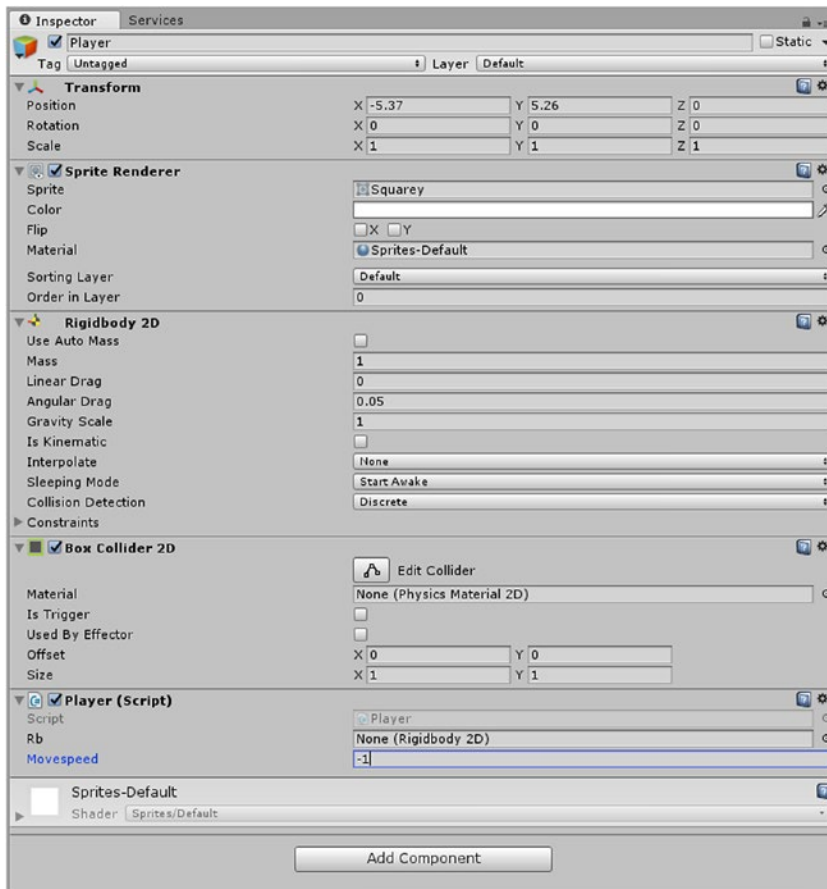 Inspector Services
Player Static
Tag Untagged Layer Default
Transform
Position X -5.37 Y 5.26 Z 0
Rotation X 0 Y 0 Z 0
Scale X 1 Y 1 Z 1
Sprite Renderer
Sprite Squarey
Color
Flip X Y
Material Sprites-Default
Sorting Layer Default
Order in Layer 0
Rigidbody 2D
Use Auto Mass
Mass 1
Linear Drag 0
Angular Drag 0.05
Gravity Scale 1
Is Kinematic
Interpolate None
Sleeping Mode Start Awake
Collision Detection Discrete
Constraints
Box Collider 2D
Edit Collider
Material None (Physics Material 2D)
Is Trigger
Used By Effector
Offset X 0 Y 0
Size X 1 Y 1
Player (Script)
Script Player
Rb None (Rigidbody 2D)
Movespeed -1
Sprites-Default
Shader Sprites/Default
Add Component